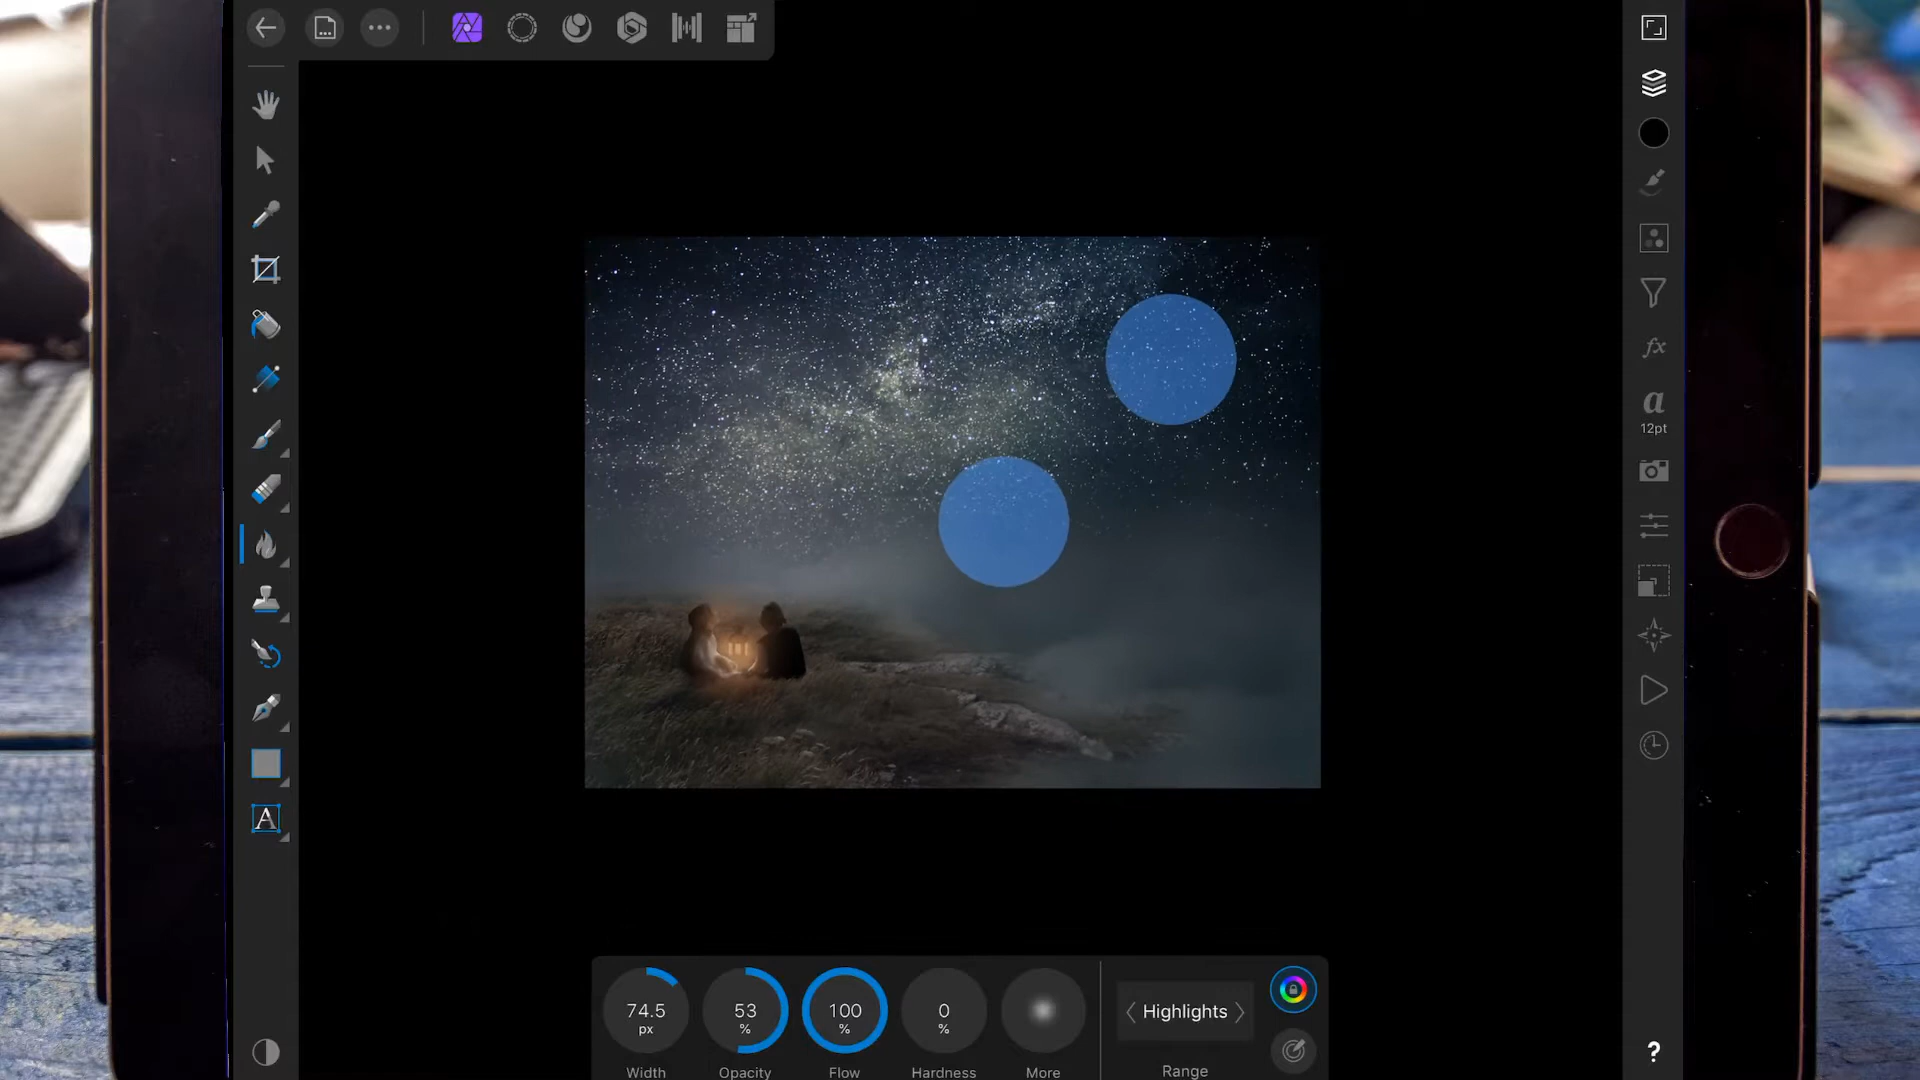 a
12pt
A
74.5
px
53
%
100
%
0
%
Highlights
Width
Opacity
Flow
Hardness
More
Range
?